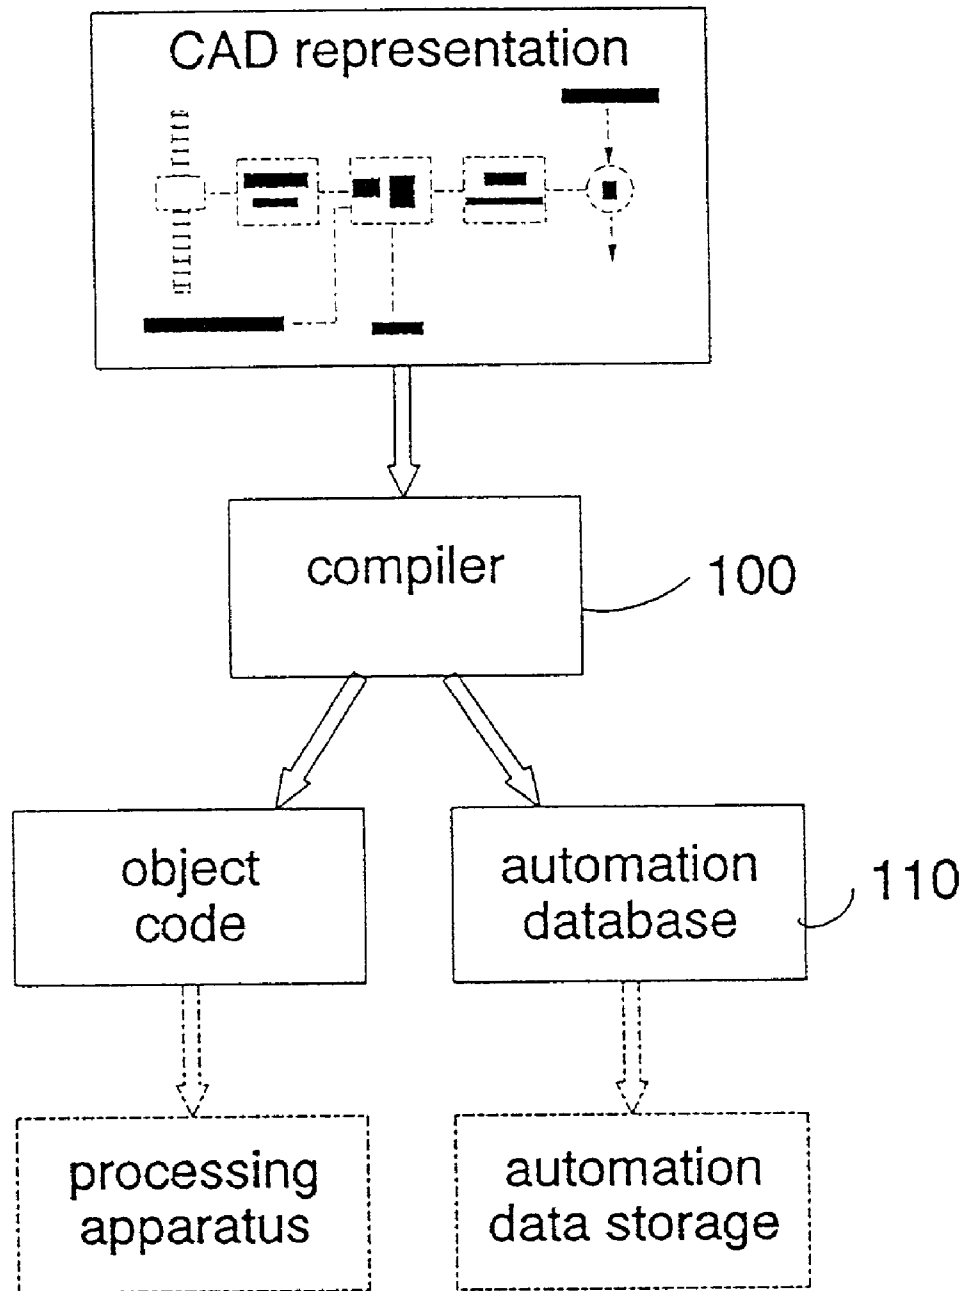 CAD representation
compiler
100
object
code
automation
database
110
processing
apparatus
automation
data storage